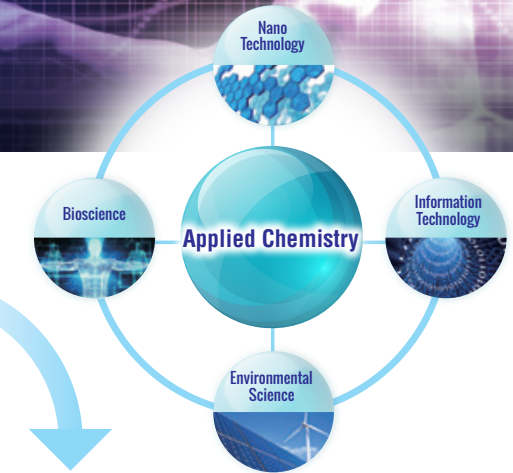 Nano
Technology
Bioscience
Applied Chemistry
Information
Technology
Environmental
Science